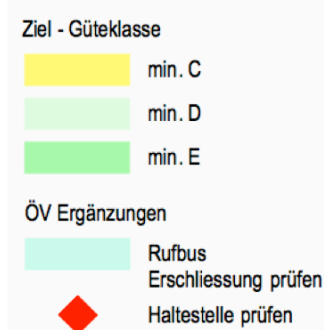 Ziel - Güteklasse
min. C
min. D
min. E
ÖV Ergänzungen
Rufbus
Erschliessung prüfen
Haltestelle prüfen